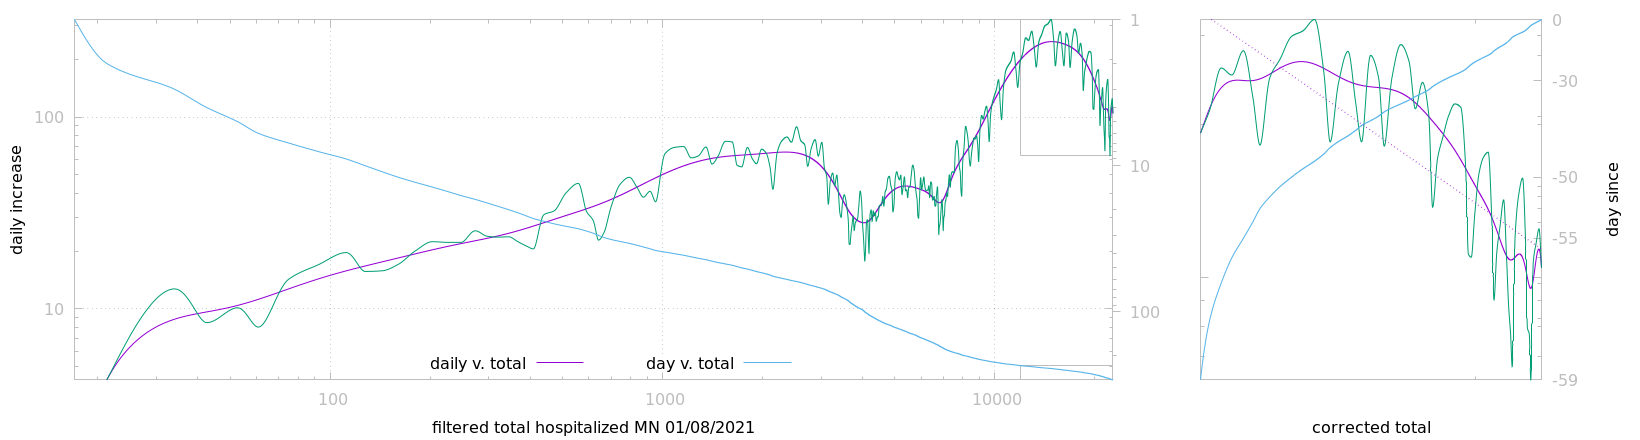 daily increase
100
10
100
1000
10000
daily v. total
day v. total
filtered total hospitalized MN 01/08/2021
1
10
100
0
-30
-50
-55
-59
day since
corrected total